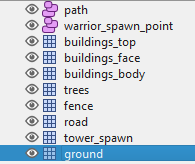 path
warrior_spawn_point
buildings_top
buildings_face
buildings_body
trees
fence
road
tower_spawn
ground